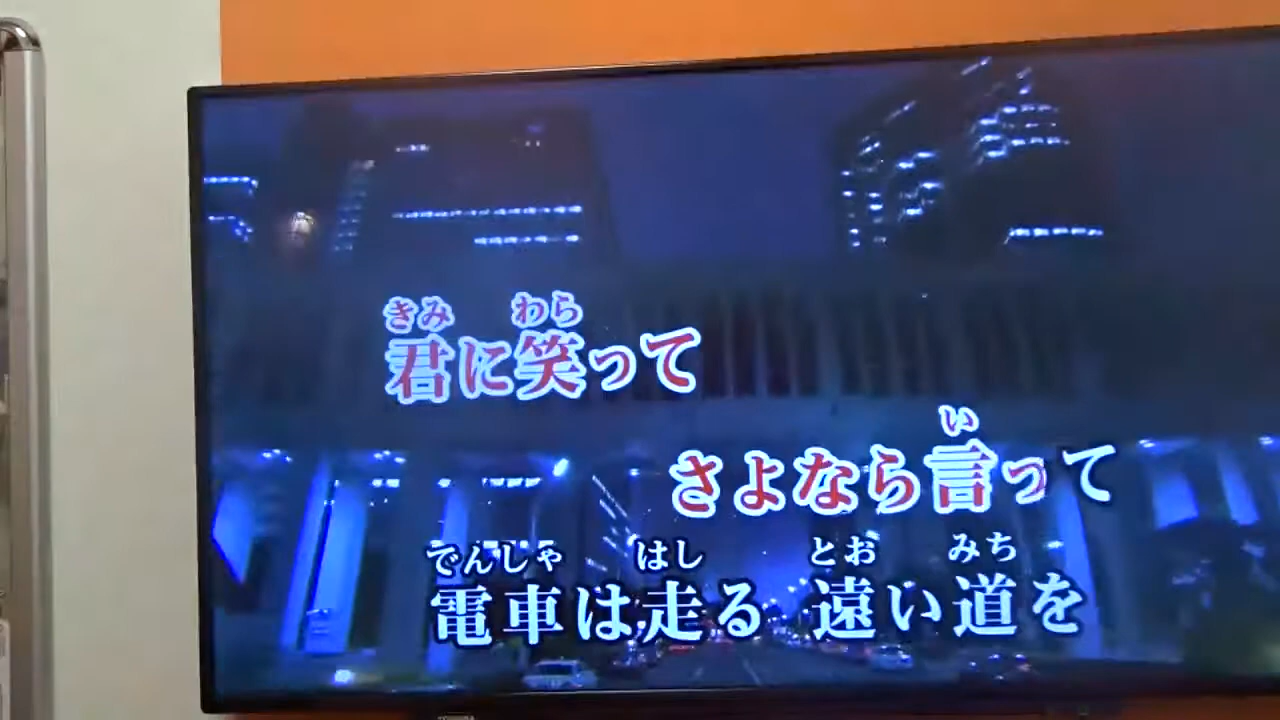 きみ わら
君に笑って
い
さよなら言って
でんしゃ はし とお みち
電車は走る 遠い道を